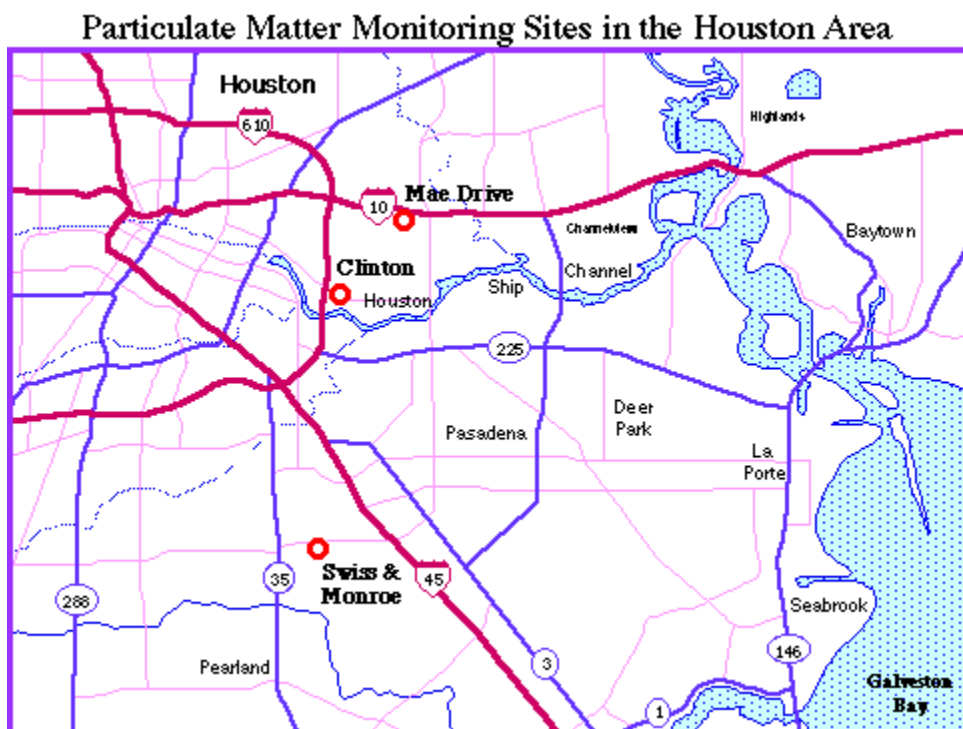 Particulate Matter Monitoring Sites in the Houston Area
Houston
610
Highlands
10
Mae Drive
Channelview
Baytown
Clinton
Houston
Ship
Channel
225
Deer
Park
Pasadena
La
Porte
Swiss &
Monroe
45
35
288
Seabrook
Pearland
3
146
Galveston
Bay
1